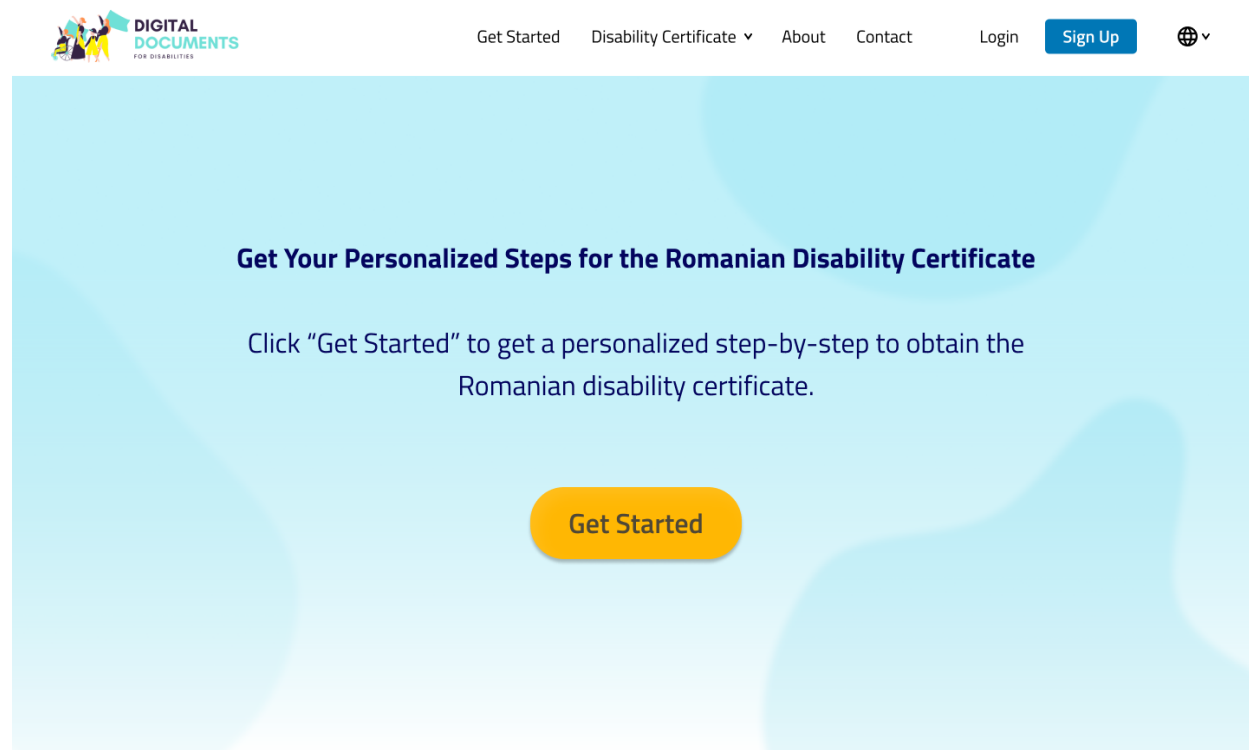 DIGITAL
DOCUMENTS
FOR DISABILITIES
Get Started
Disability Certificate
About
Contact
Login
Sign Up
Get Your Personalized Steps for the Romanian Disability Certificate
Click “Get Started” to get a personalized step-by-step to obtain the
Romanian disability certificate.
Get Started